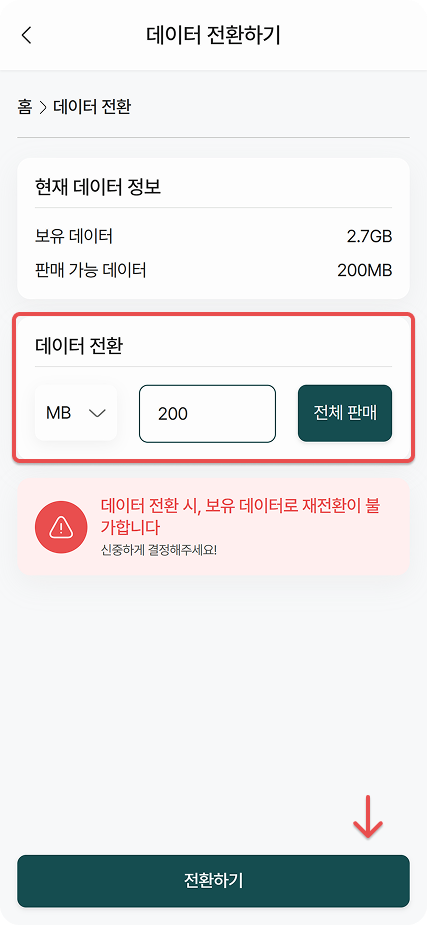 데이터 전환하기
홈 > 데이터 전환
현재 데이터 정보
보유 데이터 2.7GB
판매 가능 데이터 200MB
데이터 전환
MB 200 전체 판매
데이터 전환 시, 보유 데이터로 재전환이 불
가합니다
신중하게 결정해주세요!
전환하기